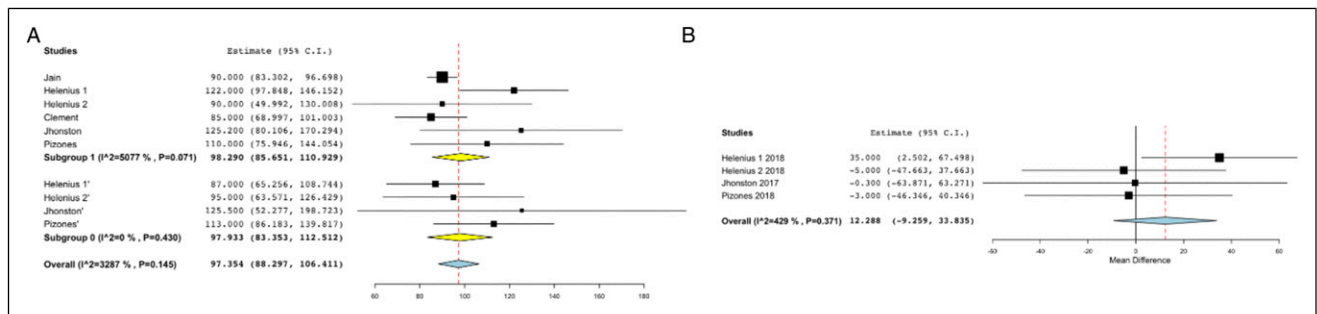 A
Studies Estimate (95% C.I.)
Jain 90.000 (83.302, 96.698)
Helenius 1 122.000 (97.848, 146.152)
Helenius 2 90.000 (49.992, 130.008)
Clement 85.000 (68.997, 101.003)
Jhonston 125.200 (80.106, 170.294)
Pizones 110.000 (75.946, 144.054)
Subgroup 1 (I^2=5077 % , P=0.071) 98.290 (85.651, 110.929)
Helenius 1' 87.000 (65.256, 108.744)
Helenius 2' 95.000 (63.571, 126.429)
Jhonston' 125.500 (52.277, 198.723)
Pizones' 113.000 (86.183, 139.817)
Subgroup 0 (I^2=0 % , P=0.430) 97.933 (83.353, 112.512)
Overall (I^2=3287 % , P=0.145) 97.354 (88.297, 106.411)
60 80 100 120 140 160 180
B
Studies Estimate (95% C.I.)
Helenius 1 2018 35.000 (2.502, 67.498)
Helenius 2 2018 -5.000 (-47.663, 37.663)
Jhonston 2017 -0.300 (-63.871, 63.271)
Pizones 2018 -3.000 (-46.346, 40.346)
Overall (I^2=429 % , P=0.371) 12.288 (-9.259, 33.835)
-60 -40 -20 0 20 40 60
Mean Difference